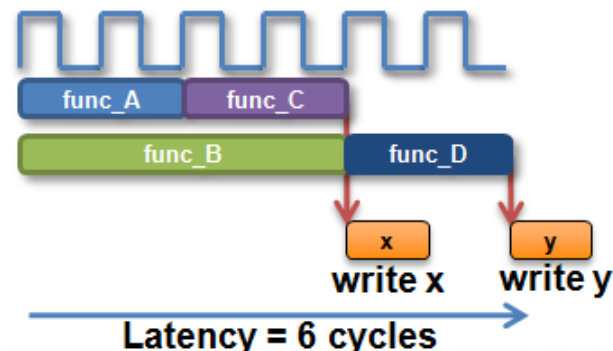 func_A func_C
func_B func_D
x y
write x write y
Latency = 6 cycles